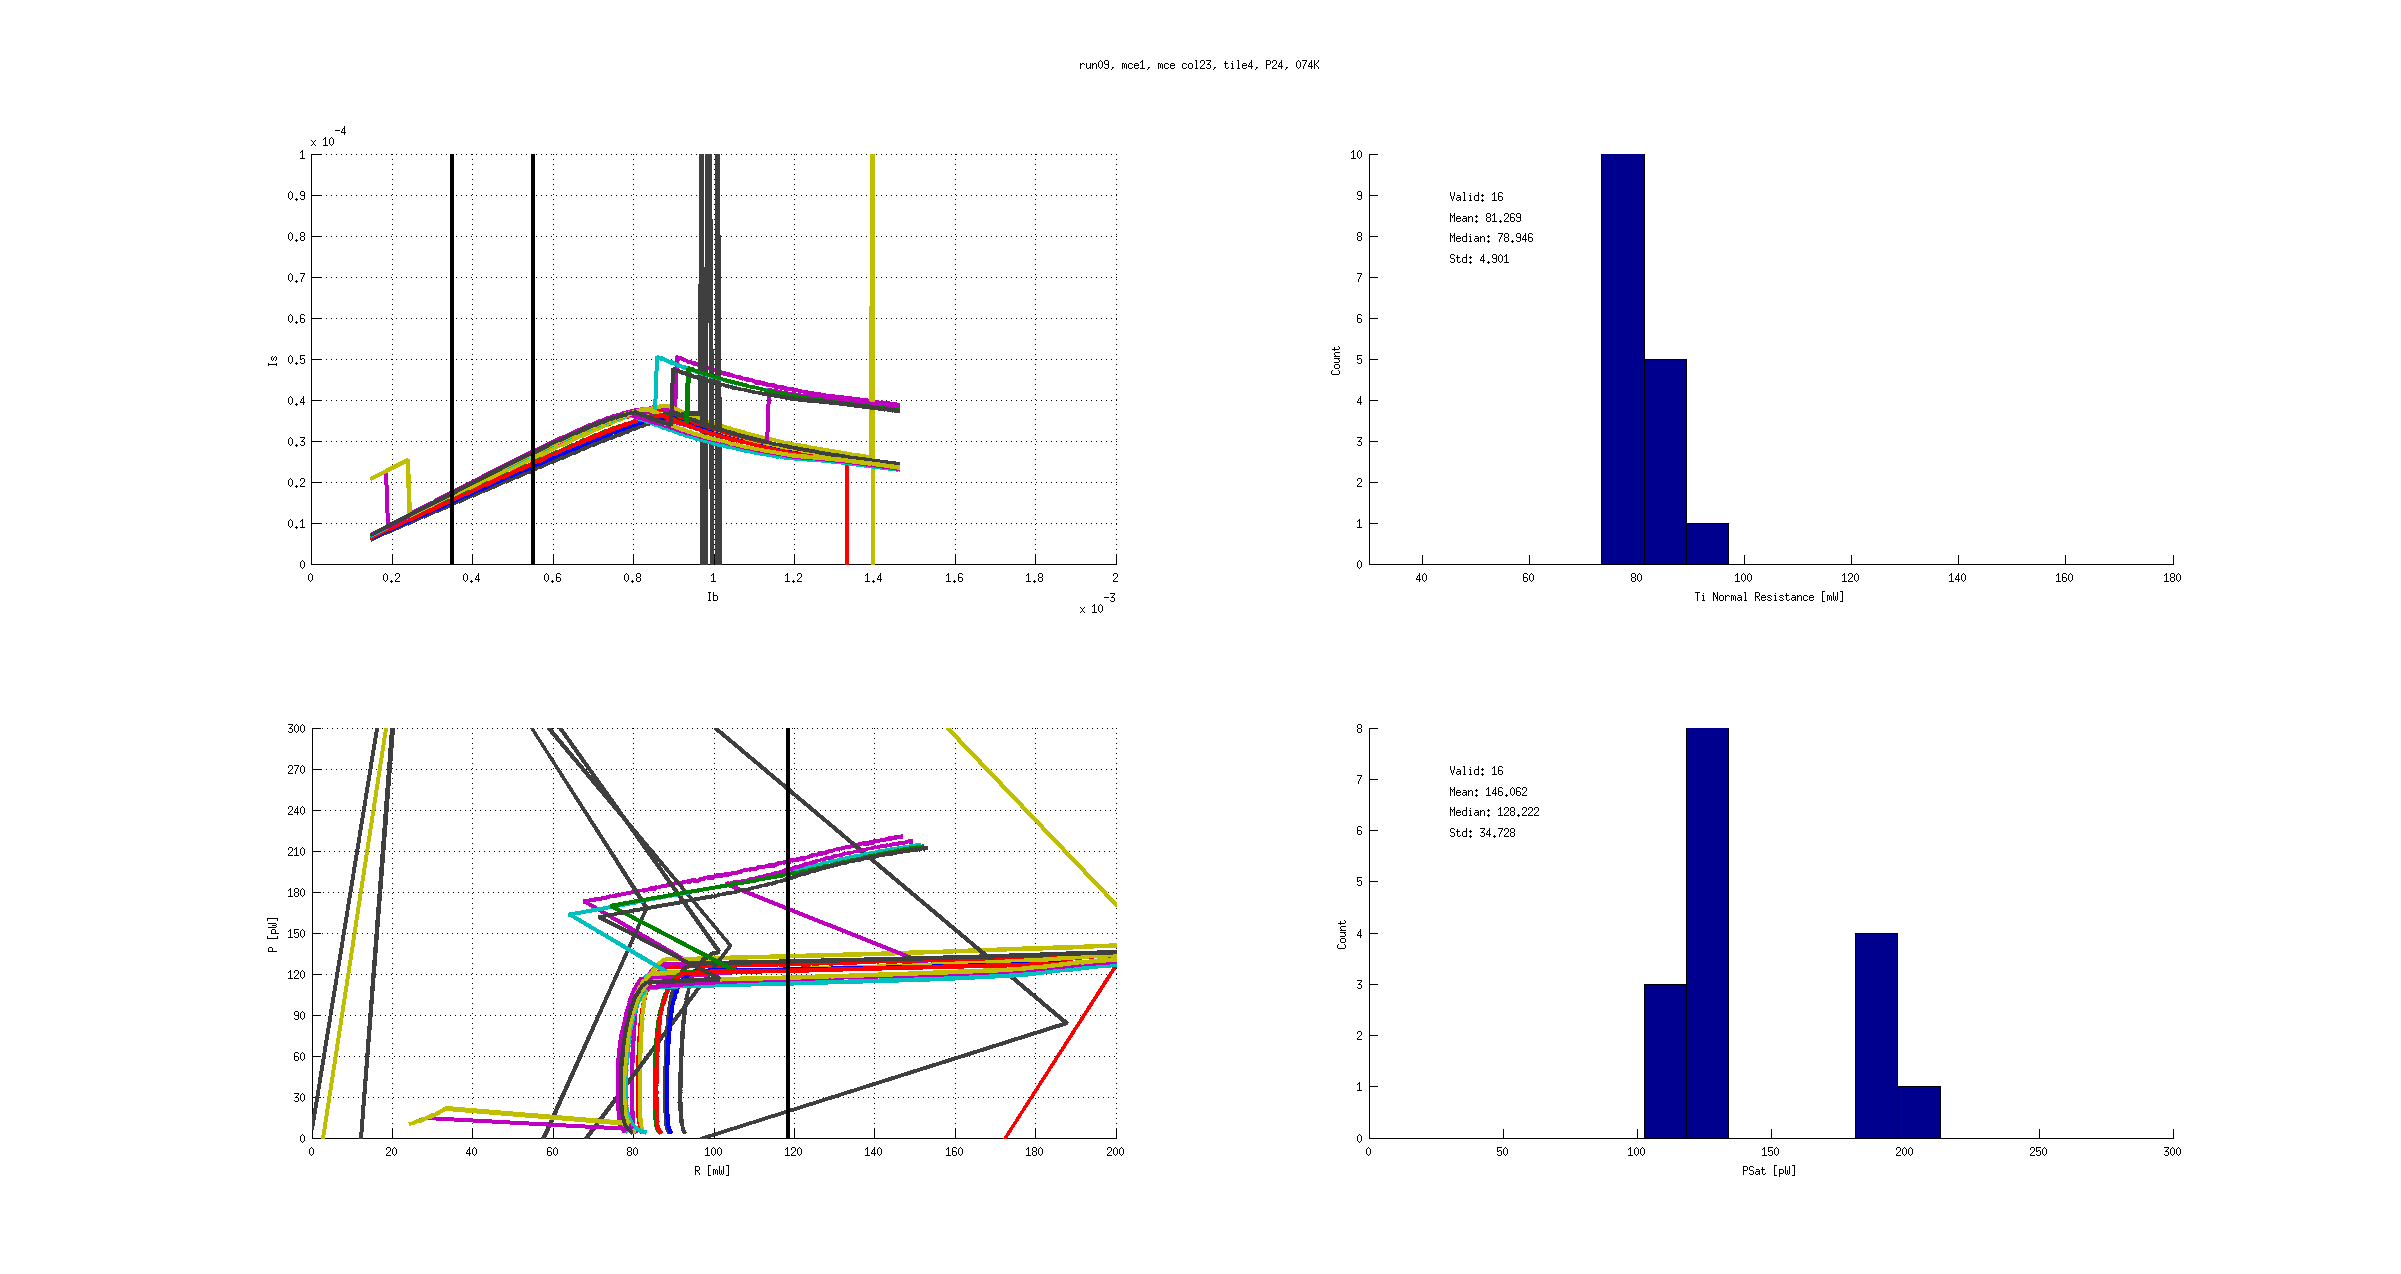 run09, mce1, mce col23, tile4, P24, 074K
x 10^-4
1
0.9
0.8
0.7
0.6
0.5
0.4
0.3
0.2
0.1
0
Is
0 0.2 0.4 0.6 0.8 1 1.2 1.4 1.6 1.8 2
Ib
x 10^-3
10
9
8
7
6
5
4
3
2
1
0
Count
Valid: 16
Mean: 81.269
Median: 78.946
Std: 4.901
40 60 80 100 120 140 160 180
Ti Normal Resistance [mW]
300
270
240
210
180
150
120
90
60
30
0
P [pW]
0 20 40 60 80 100 120 140 160 180 200
R [mW]
8
7
6
5
4
3
2
1
0
Count
Valid: 16
Mean: 146.062
Median: 128.222
Std: 34.728
0 50 100 150 200 250 300
PSat [pW]